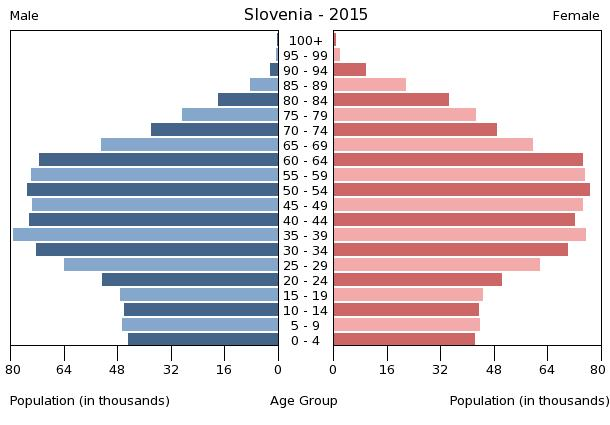 Male Slovenia - 2015 Female
100+
95 - 99
90 - 94
85 - 89
80 - 84
75 - 79
70 - 74
65 - 69
60 - 64
55 - 59
50 - 54
45 - 49
40 - 44
35 - 39
30 - 34
25 - 29
20 - 24
15 - 19
10 - 14
5 - 9
0 - 4
80 64 48 32 16 0 0 16 32 48 64 80
Population (in thousands) Age Group Population (in thousands)